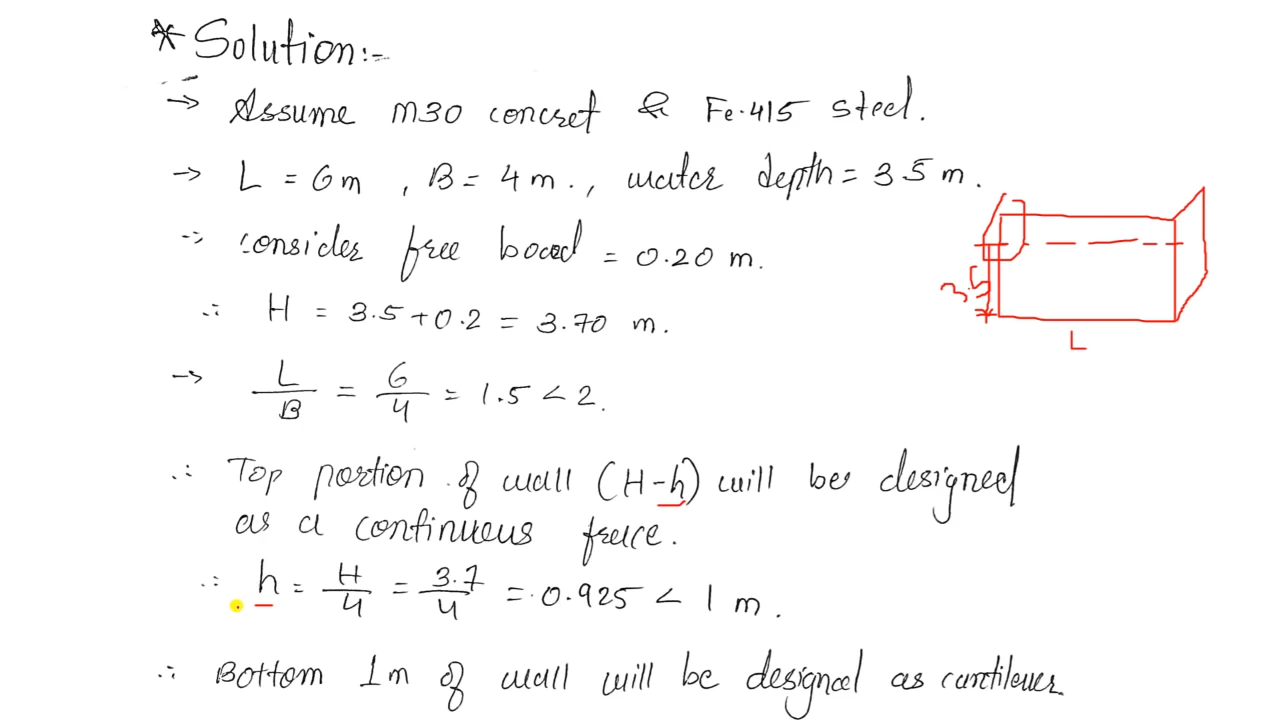 * Solution:-
→ Assume M30 concret & Fe.415 steel.
→ L = 6m , B = 4 m. , water depth = 3.5 m.
→ consider free board = 0.20 m.
∴ H = 3.5 + 0.2 = 3.70 m.
→ L/B = 6/4 = 1.5 < 2.
∴ Top portion of wall (H-h) will be designed
as a continuous frame.
∴ h = H/4 = 3.7/4 = 0.925 < 1 m.
∴ Bottom 1m of wall will be designed as cantilever
3.5
L